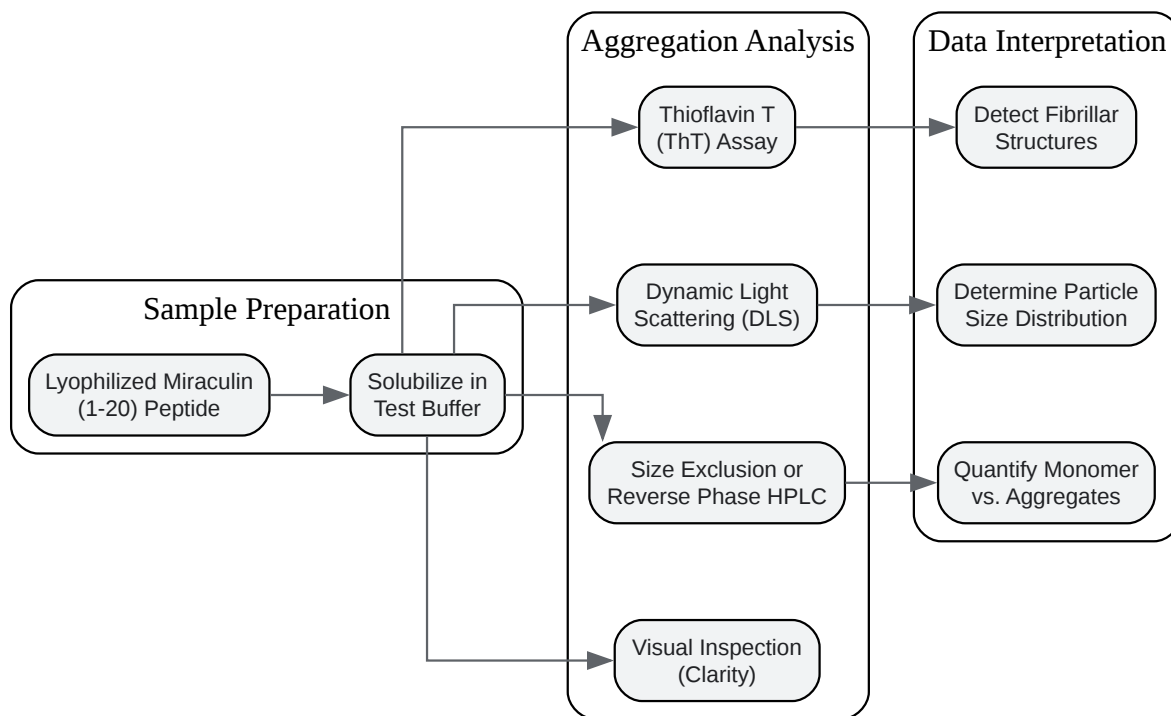 Sample Preparation
Lyophilized Miraculin
(1-20) Peptide
Solubilize in
Test Buffer
Aggregation Analysis
Thioflavin T
(ThT) Assay
Dynamic Light
Scattering (DLS)
Size Exclusion or
Reverse Phase HPLC
Visual Inspection
(Clarity)
Data Interpretation
Detect Fibrillar
Structures
Determine Particle
Size Distribution
Quantify Monomer
vs. Aggregates